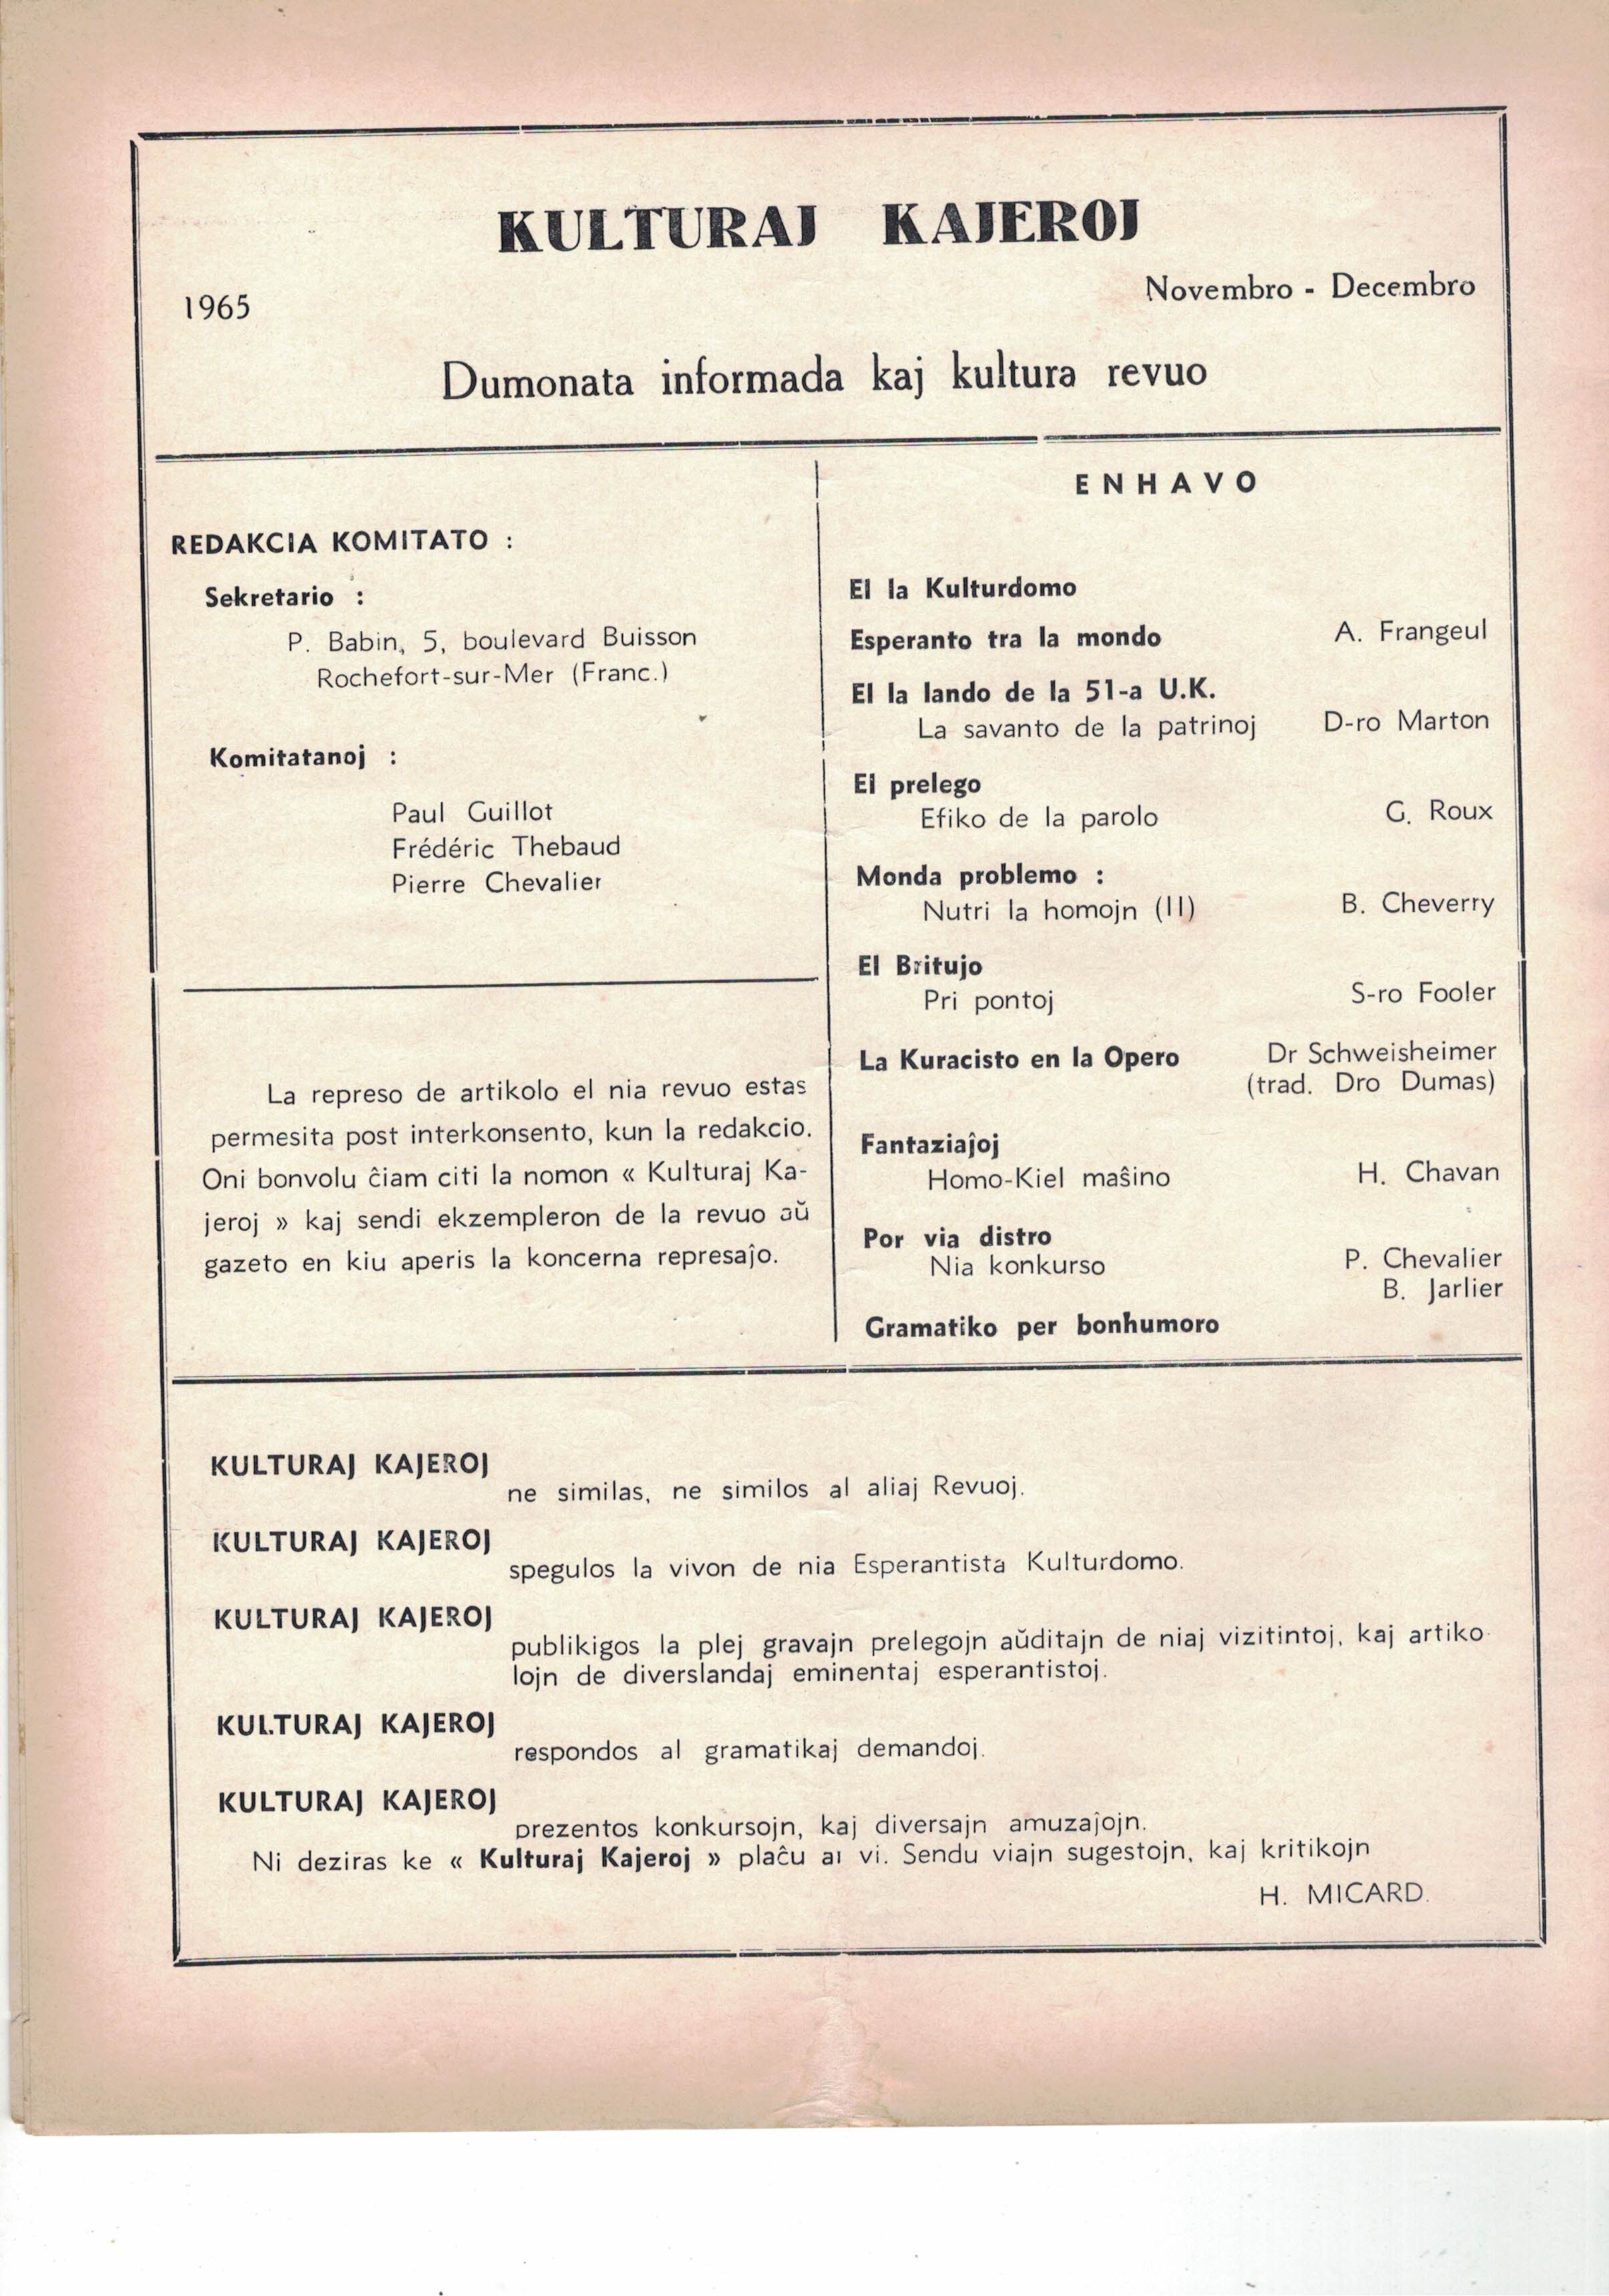 KULTURAJ KAJEROJ
1965
Novembro - Decembro
Dumonata informada kaj kultura revuo
REDAKCIA KOMITATO :
Sekretario :
P. Babin, 5, boulevard Buisson
Rochefort-sur-Mer (Franc.)
Komitatanoj :
Paul Guillot
Frédéric Thebaud
Pierre Chevalier
La represo de artikolo el nia revuo estas
permesita post interkonsento, kun la redakcio.
Oni bonvolu ĉiam citi la nomon « Kulturaj Ka-
jeroj » kaj sendi ekzempleron de la revuo aŭ
gazeto en kiu aperis la koncerna represaĵo.
ENHAVO
El la Kulturdomo
Esperanto tra la mondo A. Frangeul
El la lando de la 51-a U.K.
La savanto de la patrinoj D-ro Marton
El prelego
Efiko de la parolo G. Roux
Monda problemo :
Nutri la homojn (II) B. Cheverry
El Britujo
Pri pontoj S-ro Fooler
La Kuracisto en la Opero Dr Schweisheimer
(trad. Dro Dumas)
Fantaziaĵoj
Homo-Kiel maŝino H. Chavan
Por via distro
Nia konkurso P. Chevalier
B. Jarlier
Gramatiko per bonhumoro
KULTURAJ KAJEROJ
ne similas, ne similos al aliaj Revuoj.
KULTURAJ KAJEROJ
spegulos la vivon de nia Esperantista Kulturdomo.
KULTURAJ KAJEROJ
publikigos la plej gravajn prelegojn aŭditajn de niaj vizitintoj, kaj artiko-
lojn de diverslandaj eminentaj esperantistoj.
KULTURAJ KAJEROJ
respondos al gramatikaj demandoj.
KULTURAJ KAJEROJ
prezentos konkursojn, kaj diversajn amuzaĵojn.
Ni deziras ke « Kulturaj Kajeroj » plaĉu al vi. Sendu viajn sugestojn, kaj kritikojn
H. MICARD.